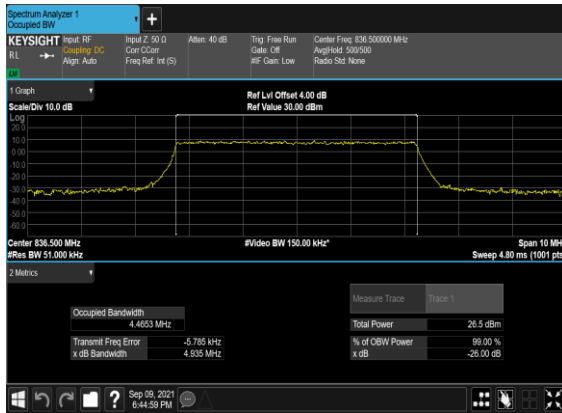 Spectrum Analyzer 1
Occupied BW
+
KEYSIGHT
RL
Input: RF
Coupling: DC
Align: Auto
Input Z: 50 Ω
Corr CCorr
Freq Ref: Int (S)
Atten: 40 dB
Trig: Free Run
Gate: Off
#IF Gain: Low
Center Freq: 836.500000 MHz
Avg|Hold: 500/500
Radio Std: None
1 Graph
Scale/Div 10.0 dB
Ref Lvl Offset 4.00 dB
Ref Value 30.00 dBm
Log
20.0
10.0
0.00
-10.0
-20.0
-30.0
-40.0
-50.0
-60.0
Center 836.500 MHz
#Res BW 51.000 kHz
#Video BW 150.00 kHz*
Span 10 MH
Sweep 4.80 ms (1001 pts
2 Metrics
Measure Trace Trace 1
Occupied Bandwidth
4.4653 MHz
Total Power 26.5 dBm
Transmit Freq Error -5.785 kHz
% of OBW Power 99.00 %
x dB Bandwidth 4.935 MHz
x dB -26.00 dB
?
Sep 09, 2021
6:44:59 PM